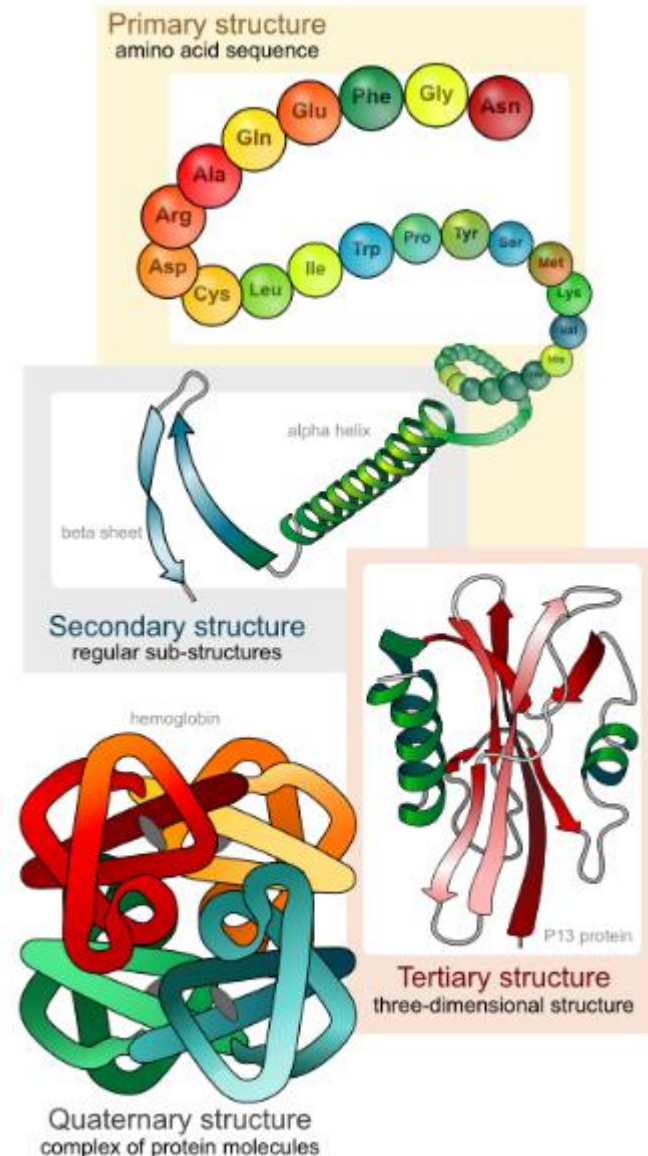 Primary structure
amino acid sequence
Asn
Gly
Phe
Glu
Gln
Ala
Arg
Asp
Cys
Leu
Ile
Trp
Pro
Tyr
Ser
Met
Lys
Val
His
alpha helix
beta sheet
Secondary structure
regular sub-structures
P13 protein
Tertiary structure
three-dimensional structure
hemoglobin
Quaternary structure
complex of protein molecules